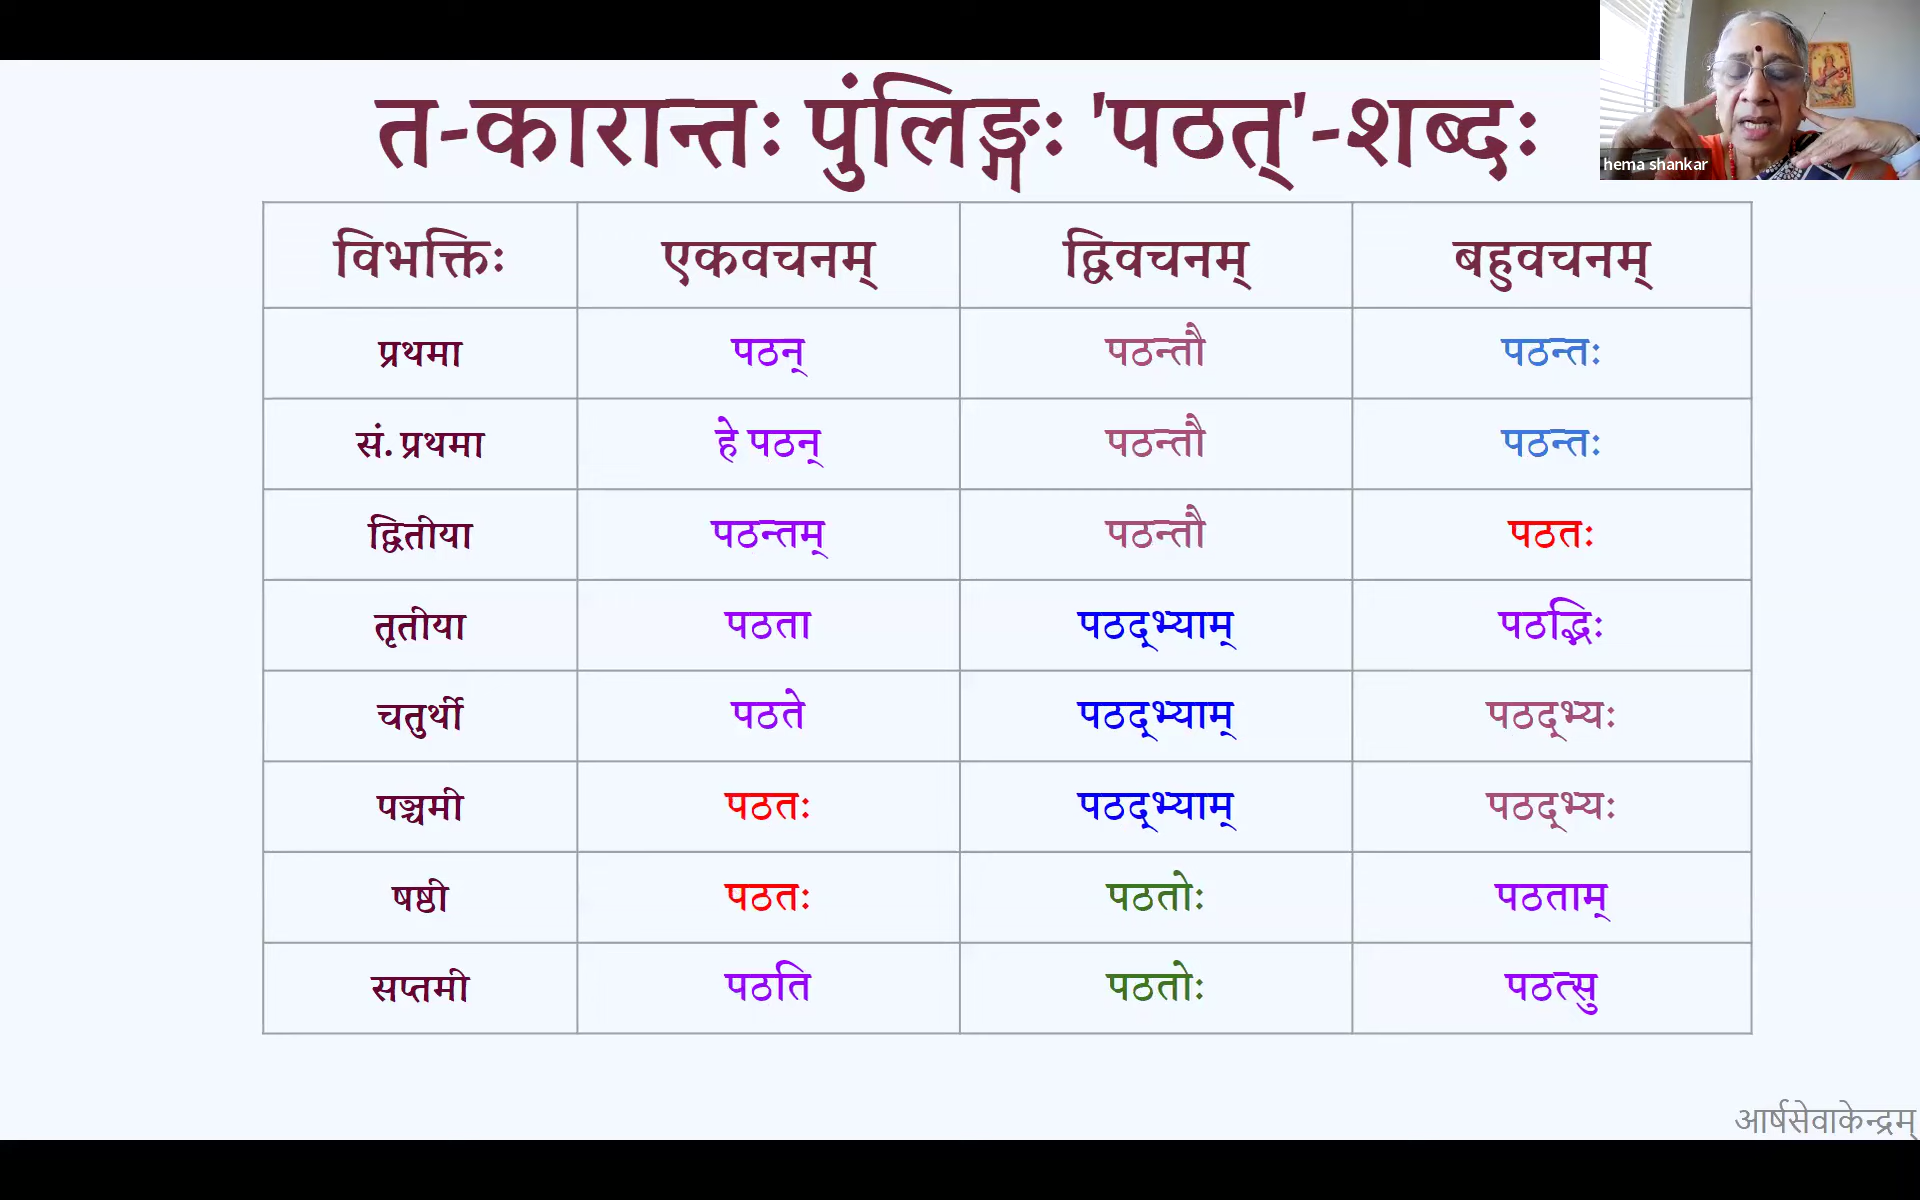 त-कारान्तः पुंलिङ्गः 'पठत्'-शब्दः
hema shankar
विभक्तिः एकवचनम् द्विवचनम् बहुवचनम्
प्रथमा पठन् पठन्तौ पठन्तः
सं. प्रथमा हे पठन् पठन्तौ पठन्तः
द्वितीया पठन्तम् पठन्तौ पठतः
तृतीया पठता पठद्भ्याम् पठद्भिः
चतुर्थी पठते पठद्भ्याम् पठद्भ्यः
पञ्चमी पठतः पठद्भ्याम् पठद्भ्यः
षष्ठी पठतः पठतोः पठताम्
सप्तमी पठति पठतोः पठत्सु
आर्षसेवाकेन्द्रम्